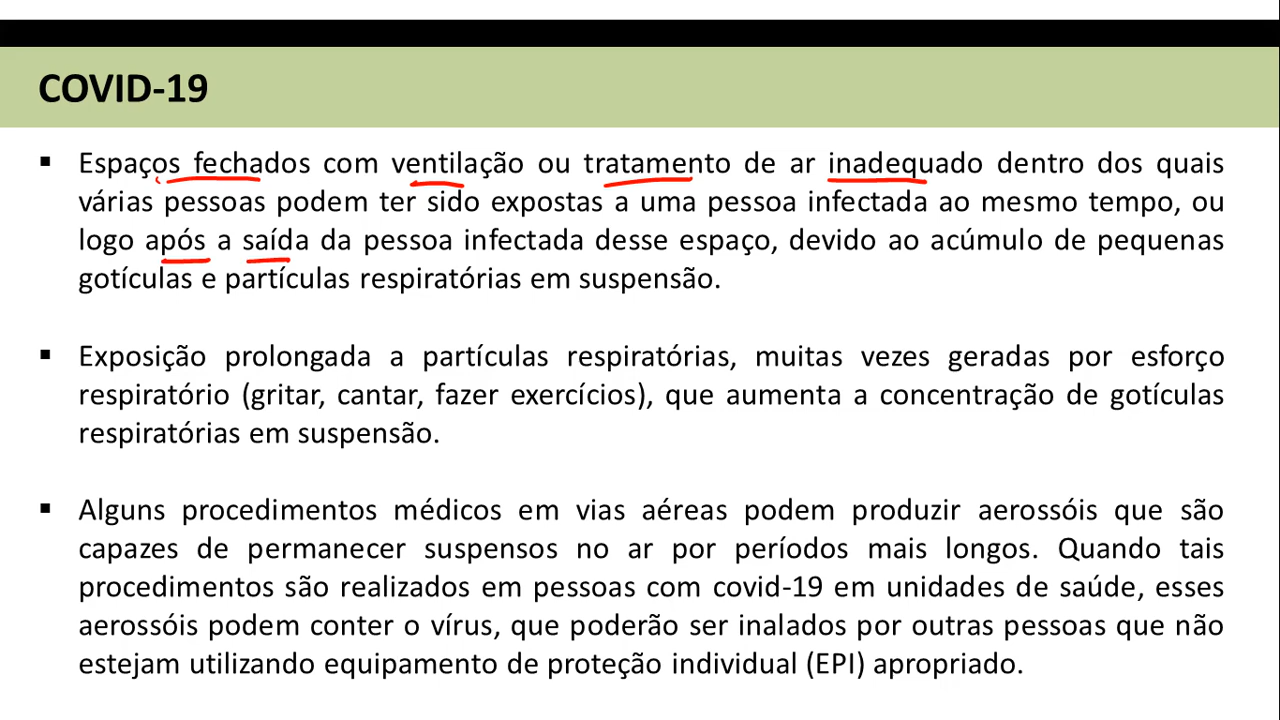 COVID-19
▪ Espaços fechados com ventilação ou tratamento de ar inadequado dentro dos quais
várias pessoas podem ter sido expostas a uma pessoa infectada ao mesmo tempo, ou
logo após a saída da pessoa infectada desse espaço, devido ao acúmulo de pequenas
gotículas e partículas respiratórias em suspensão.
▪ Exposição prolongada a partículas respiratórias, muitas vezes geradas por esforço
respiratório (gritar, cantar, fazer exercícios), que aumenta a concentração de gotículas
respiratórias em suspensão.
▪ Alguns procedimentos médicos em vias aéreas podem produzir aerossóis que são
capazes de permanecer suspensos no ar por períodos mais longos. Quando tais
procedimentos são realizados em pessoas com covid-19 em unidades de saúde, esses
aerossóis podem conter o vírus, que poderão ser inalados por outras pessoas que não
estejam utilizando equipamento de proteção individual (EPI) apropriado.